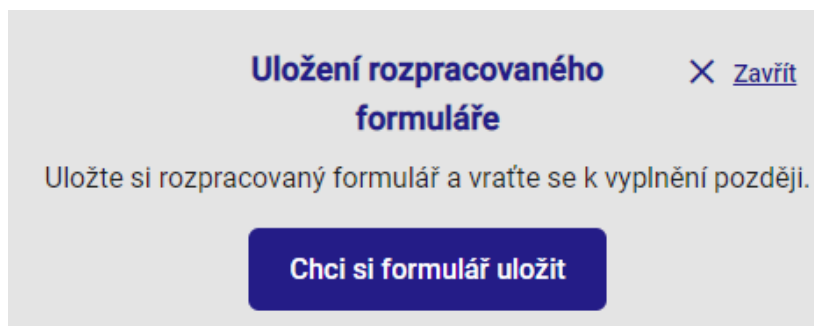 Uložení rozpracovaného
formuláře
Zavřít
Uložte si rozpracovaný formulář a vraťte se k vyplnění později.
Chci si formulář uložit